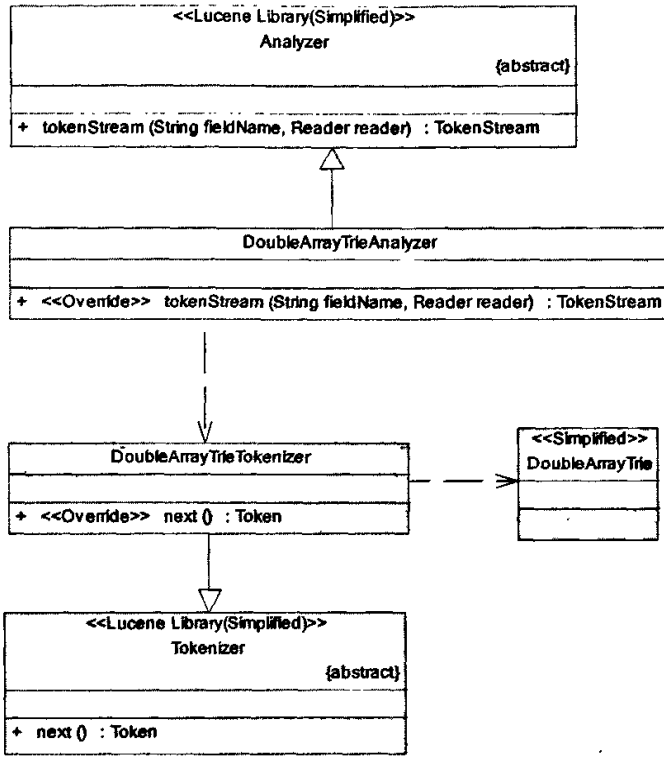 <<Lucene Library(Simplified)>>
Analyzer
{abstract}
+ tokenStream (String fieldName, Reader reader) : TokenStream
DoubleArrayTrieAnalyzer
+ <<Override>> tokenStream (String fieldName, Reader reader) : TokenStream
DoubleArrayTrieTokenizer
+ <<Override>> next () : Token
<<Simplified>>
DoubleArrayTrie
<<Lucene Library(Simplified)>>
Tokenizer
{abstract}
+ next () : Token